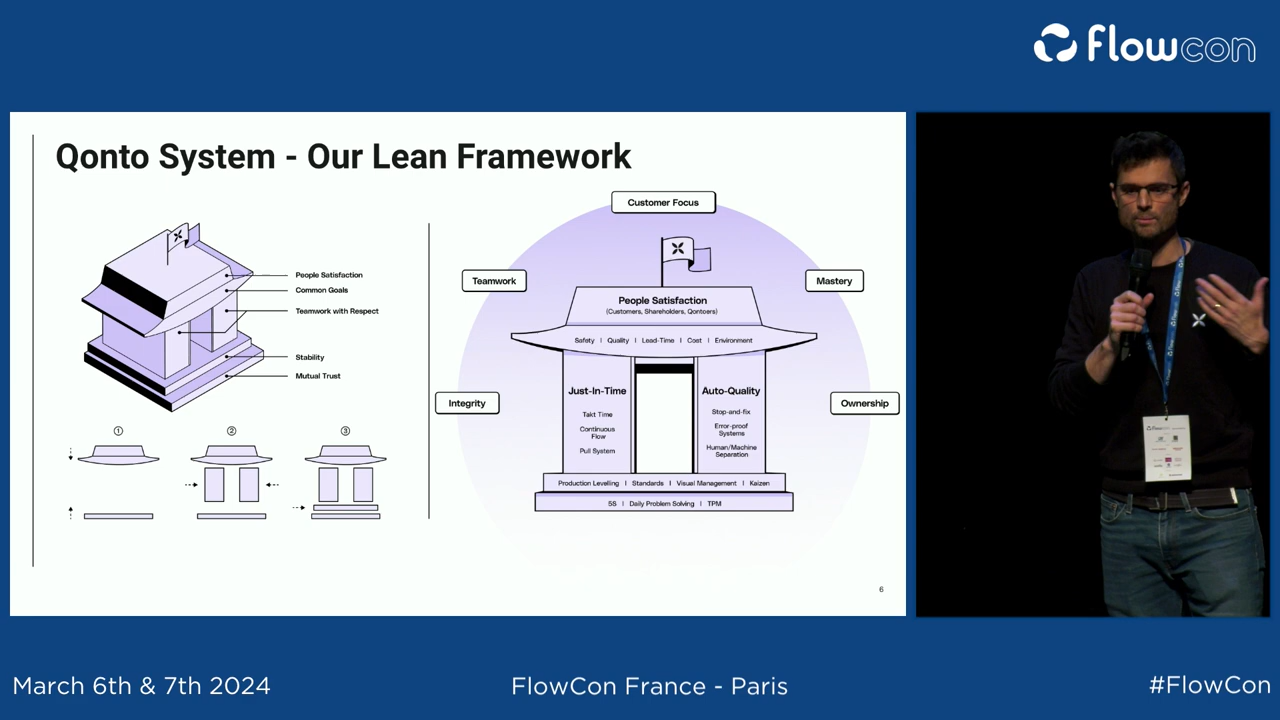 flowcon
Qonto System - Our Lean Framework
People Satisfaction
Common Goals
Teamwork with Respect
Stability
Mutual Trust
1
2
3
Customer Focus
Teamwork
Mastery
Integrity
Ownership
People Satisfaction
(Customers, Shareholders, Qontoers)
Safety | Quality | Lead-Time | Cost | Environment
Just-In-Time
Takt Time
Continuous
Flow
Pull System
Auto-Quality
Stop-and-fix
Error-proof
Systems
Human/Machine
Separation
Production Levelling | Standards | Visual Management | Kaizen
5S | Daily Problem Solving | TPM
6
March 6th & 7th 2024
FlowCon France - Paris
#FlowCon